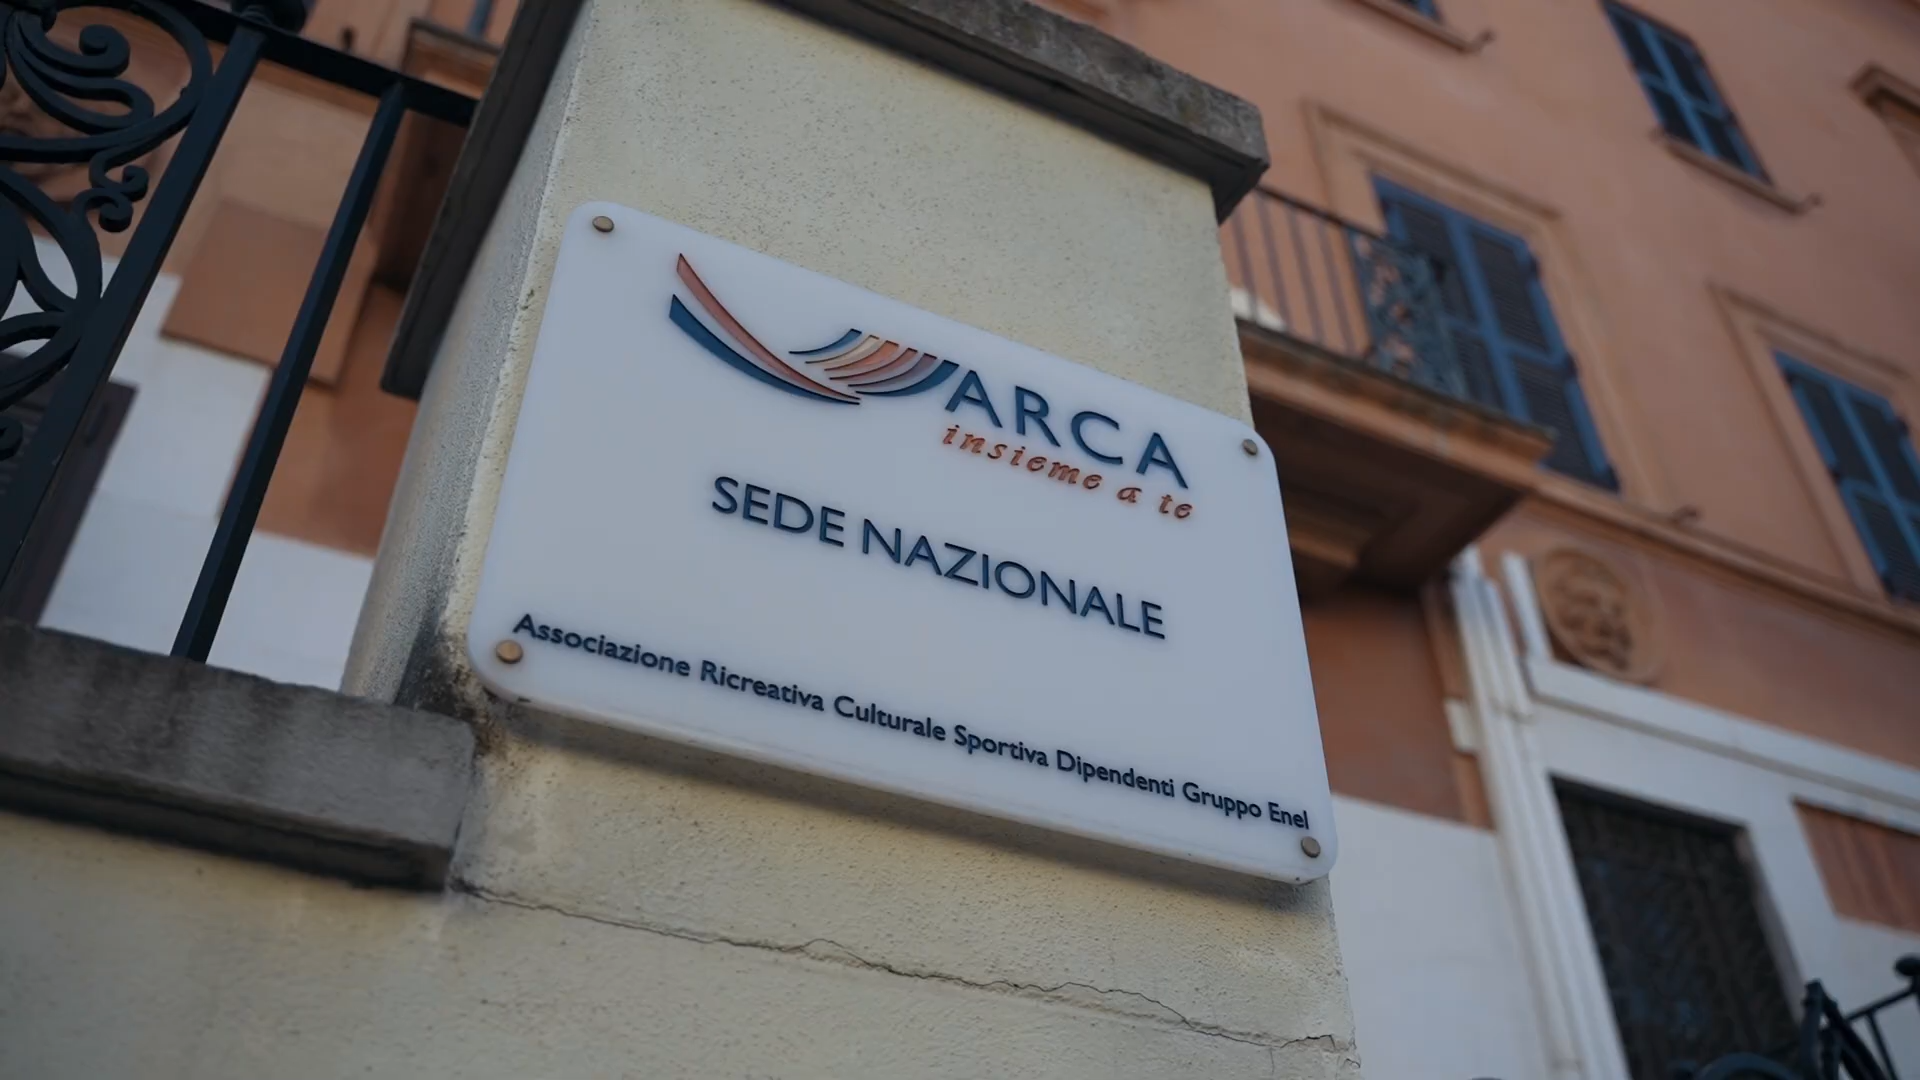 ARCA
insieme a te
SEDE NAZIONALE
Associazione Ricreativa Culturale Sportiva Dipendenti Gruppo Enel